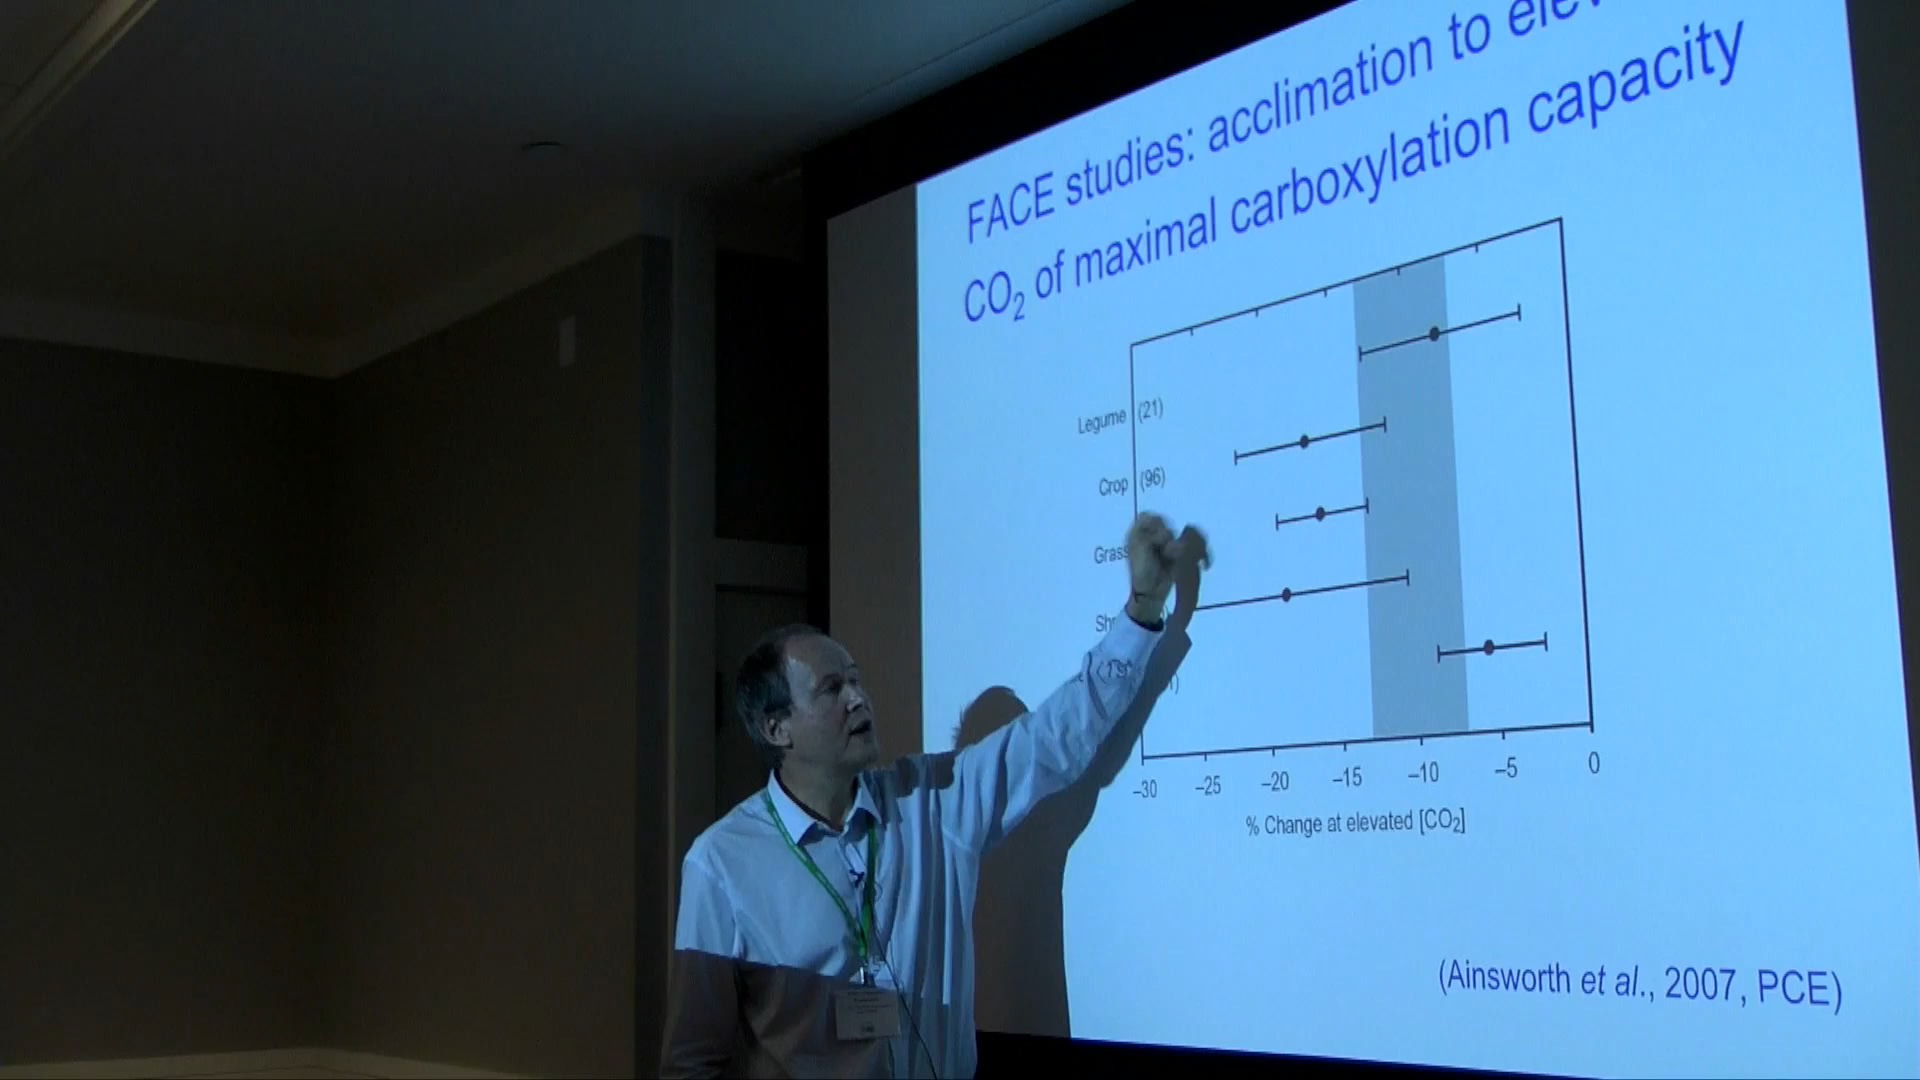 FACE studies: acclimation to
CO₂ of maximal carboxylation capacity
Legume (21)
Crop (96)
Grass
–30 –25 –20 –15 –10 –5 0
% Change at elevated [CO₂]
(Ainsworth et al., 2007, PCE)